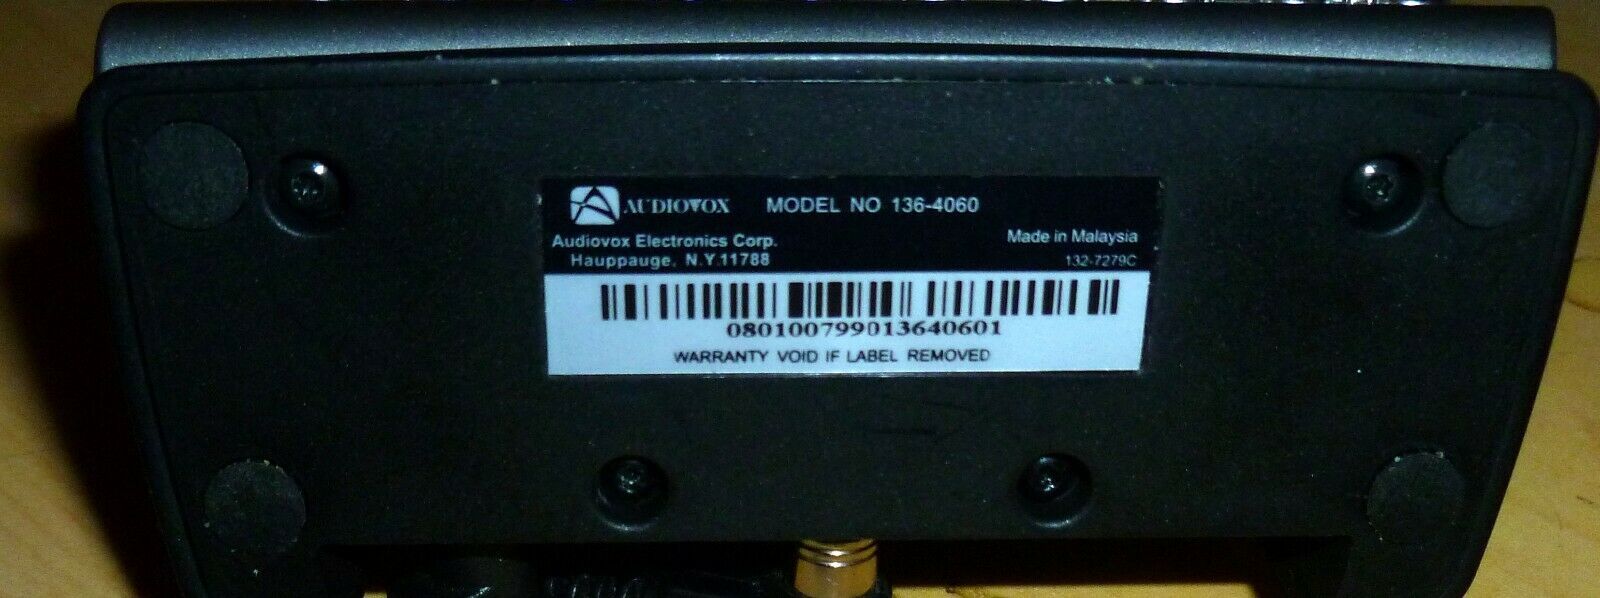 AUDIOVOX MODEL NO 136-4060
Audiovox Electronics Corp. Made in Malaysia
Hauppauge, N.Y.11788 132-7279C
080100799013640601
WARRANTY VOID IF LABEL REMOVED